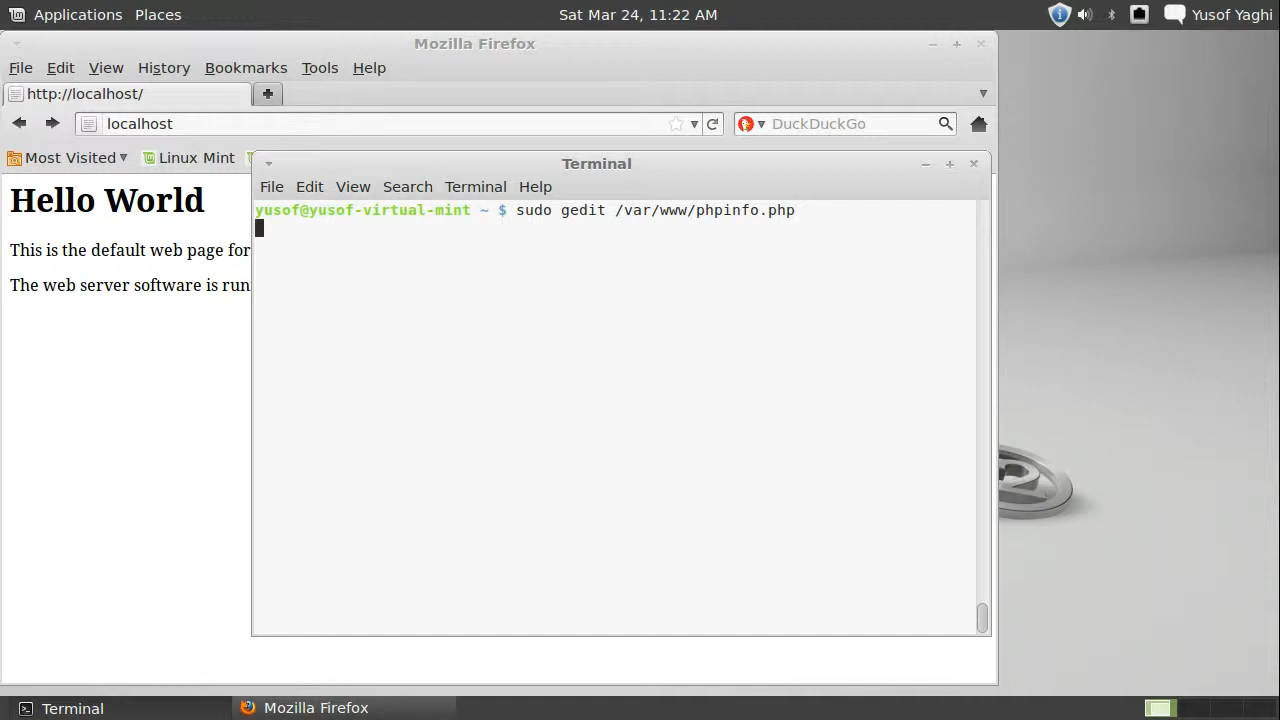 Applications Places Sat Mar 24, 11:22 AM Yusof Yaghi
Mozilla Firefox
File Edit View History Bookmarks Tools Help
http://localhost/
localhost DuckDuckGo
Most Visited Linux Mint
Terminal
File Edit View Search Terminal Help
yusof@yusof-virtual-mint ~ $ sudo gedit /var/www/phpinfo.php
Hello World
This is the default web page for
The web server software is run
Terminal Mozilla Firefox